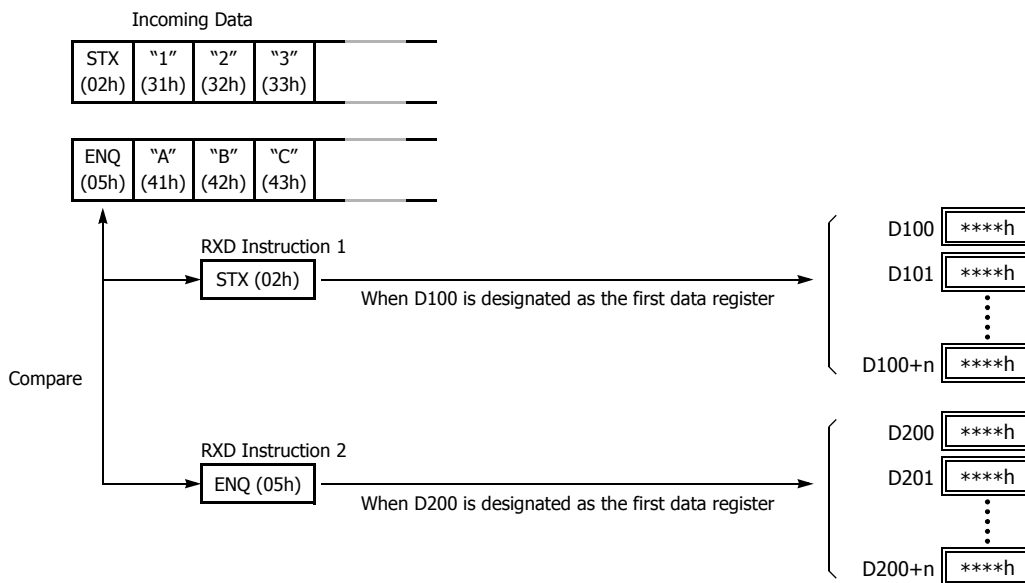 Incoming Data
STX “1” “2” “3”
(02h) (31h) (32h) (33h)
ENQ “A” “B” “C”
(05h) (41h) (42h) (43h)
RXD Instruction 1
STX (02h)
When D100 is designated as the first data register
D100 ****h
D101 ****h
D100+n ****h
Compare
RXD Instruction 2
ENQ (05h)
When D200 is designated as the first data register
D200 ****h
D201 ****h
D200+n ****h